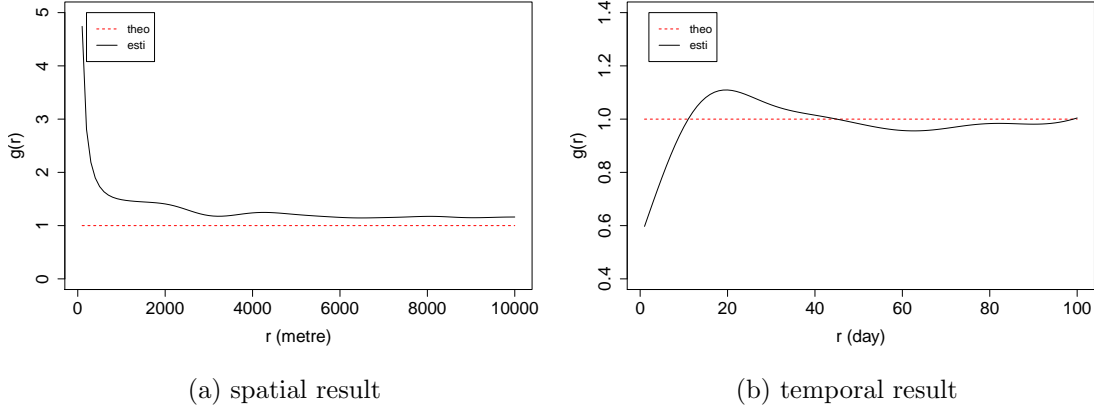 5
4
3
2
1
0
g(r)
theo
esti
0 2000 4000 6000 8000 10000
r (metre)
(a) spatial result
1.4
1.2
1.0
0.8
0.6
0.4
g(r)
theo
esti
0 20 40 60 80 100
r (day)
(b) temporal result